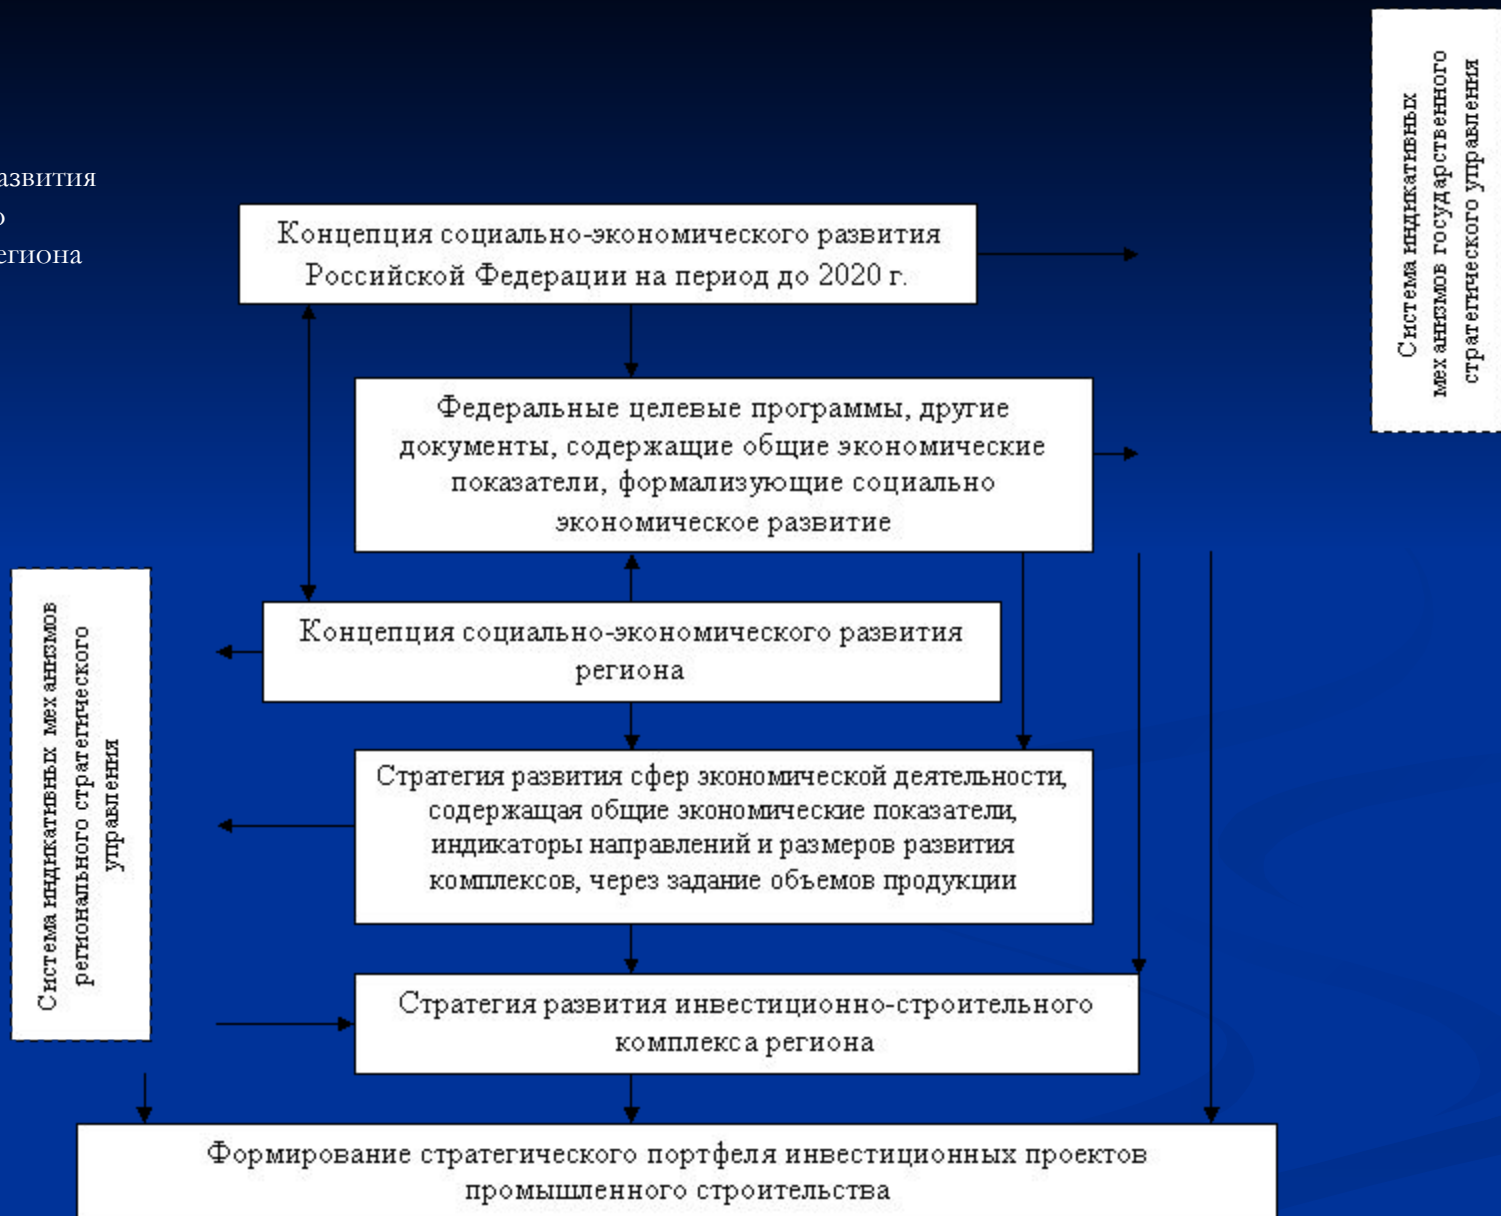 азвития
о
егиона
Система индикативных
механизмов государственного
стратегического управления
Концепция социально-экономического развития
Российской Федерации на период до 2020 г.
Федеральные целевые программы, другие
документы, содержащие общие экономические
показатели, формализующие социально
экономическое развитие
Система индикативных механизмов
регионального стратегического
управления
Концепция социально-экономического развития
региона
Стратегия развития сфер экономической деятельности,
содержащая общие экономические показатели,
индикаторы направлений и размеров развития
комплексов, через задание объемов продукции
Стратегия развития инвестиционно-строительного
комплекса региона
Формирование стратегического портфеля инвестиционных проектов
промышленного строительства